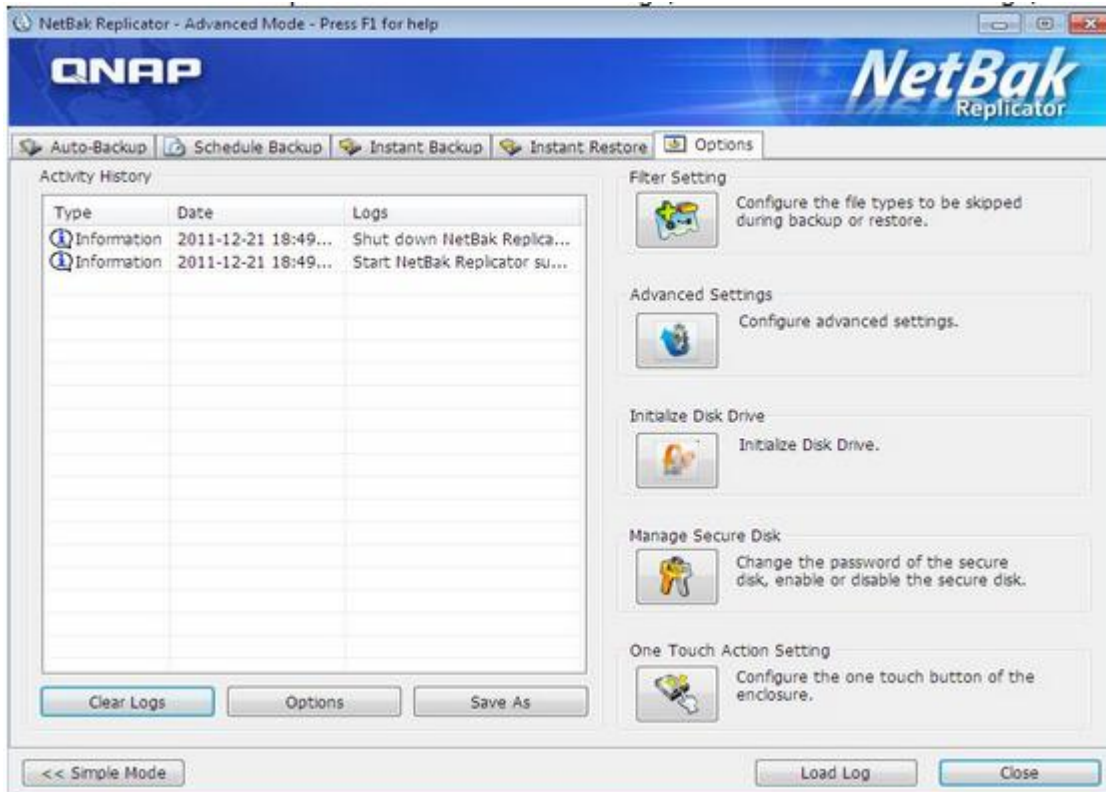 NetBak Replicator - Advanced Mode - Press F1 for help
QNAP
NetBak
Replicator
Auto-Backup Schedule Backup Instant Backup Instant Restore Options
Activity History
Type Date Logs
Information 2011-12-21 18:49... Shut down NetBak Replica...
Information 2011-12-21 18:49... Start NetBak Replicator su...
Clear Logs Options Save As
Filter Setting
Configure the file types to be skipped
during backup or restore.
Advanced Settings
Configure advanced settings.
Initialize Disk Drive
Initialize Disk Drive.
Manage Secure Disk
Change the password of the secure
disk, enable or disable the secure disk.
One Touch Action Setting
Configure the one touch button of the
enclosure.
<< Simple Mode Load Log Close